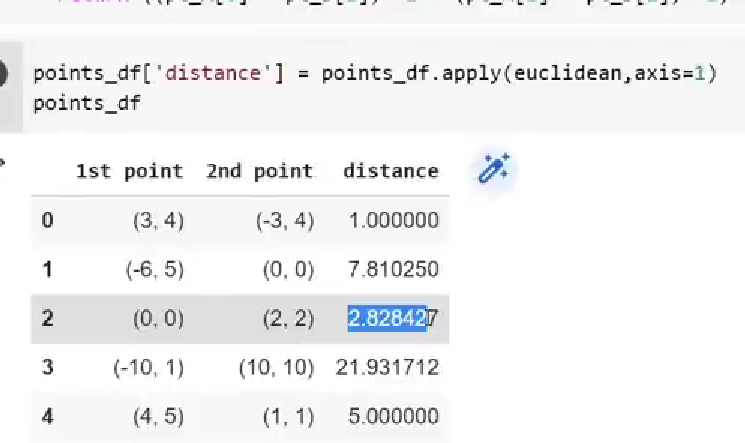 points_df['distance'] = points_df.apply(euclidean,axis=1)
points_df
1st point 2nd point distance
0 (3, 4) (-3, 4) 1.000000
1 (-6, 5) (0, 0) 7.810250
2 (0, 0) (2, 2) 2.828427
3 (-10, 1) (10, 10) 21.931712
4 (4, 5) (1, 1) 5.000000